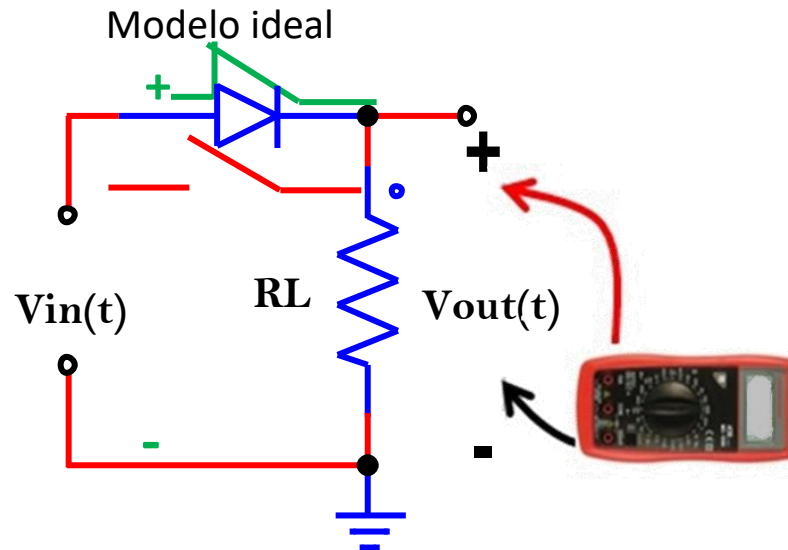 Modelo ideal
+
+
Vin(t)
RL
Vout(t)
-
-